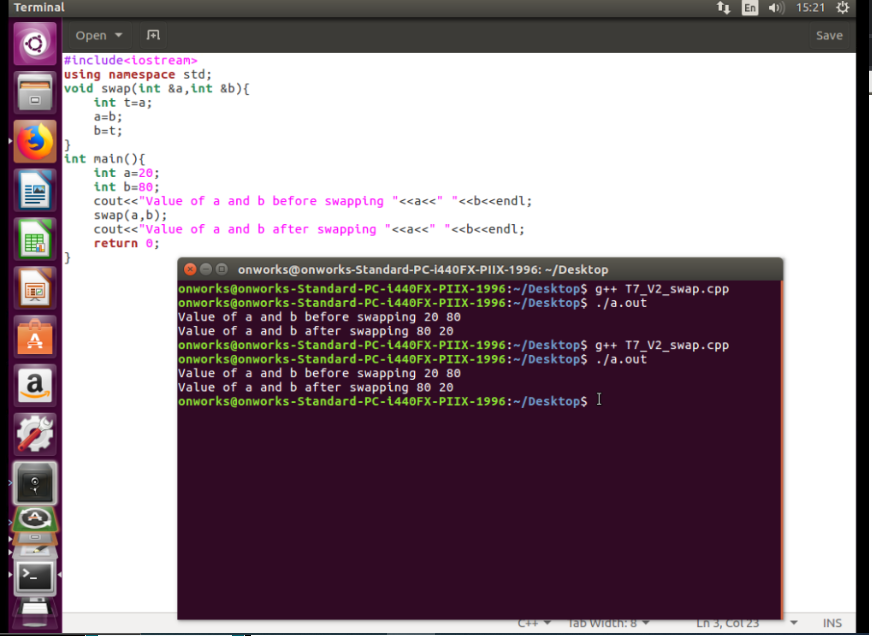 Terminal
En
15:21
Open
Save
#include<iostream>
using namespace std;
void swap(int &a,int &b){
    int t=a;
    a=b;
    b=t;
}
int main(){
    int a=20;
    int b=80;
    cout<<"Value of a and b before swapping "<<a<<" "<<b<<endl;
    swap(a,b);
    cout<<"Value of a and b after swapping "<<a<<" "<<b<<endl;
    return 0;
}
onworks@onworks-Standard-PC-i440FX-PIIX-1996: ~/Desktop
onworks@onworks-Standard-PC-i440FX-PIIX-1996:~/Desktop$ g++ T7_V2_swap.cpp
onworks@onworks-Standard-PC-i440FX-PIIX-1996:~/Desktop$ ./a.out
Value of a and b before swapping 20 80
Value of a and b after swapping 80 20
onworks@onworks-Standard-PC-i440FX-PIIX-1996:~/Desktop$ g++ T7_V2_swap.cpp
onworks@onworks-Standard-PC-i440FX-PIIX-1996:~/Desktop$ ./a.out
Value of a and b before swapping 20 80
Value of a and b after swapping 80 20
onworks@onworks-Standard-PC-i440FX-PIIX-1996:~/Desktop$
a
>_
C++
Tab Width: 8
Ln 3, Col 23
INS